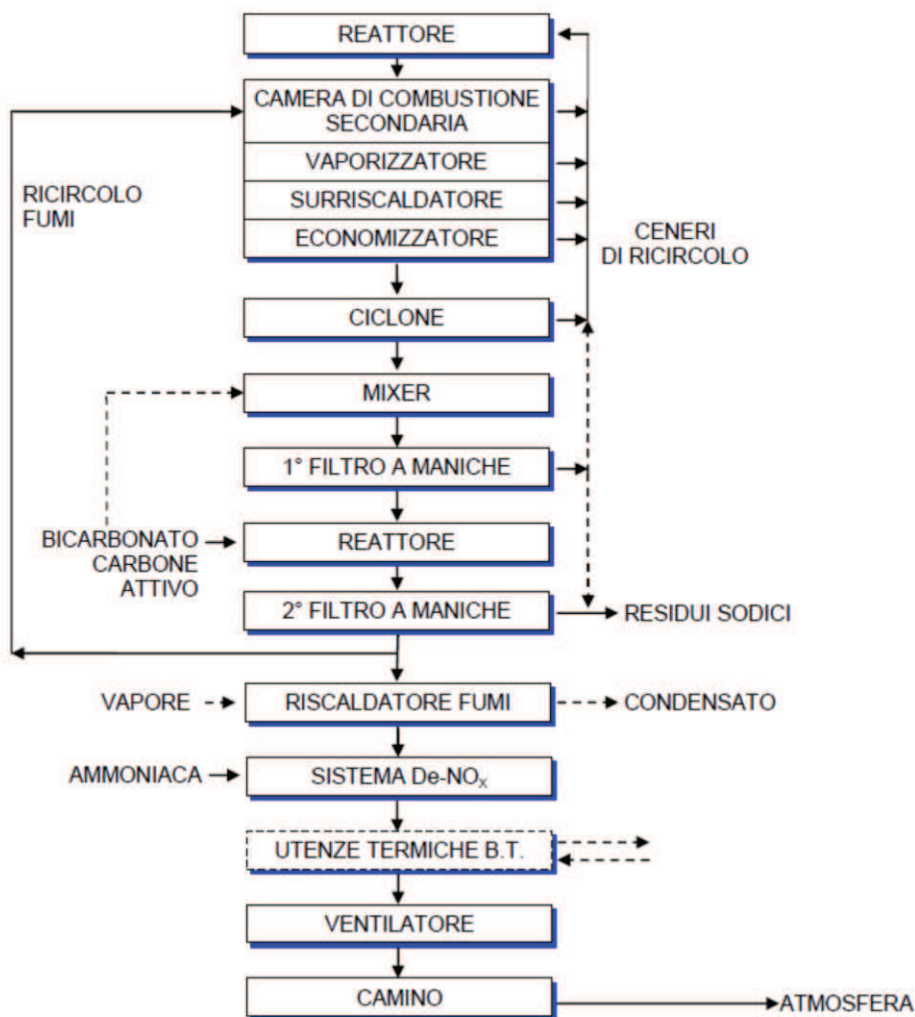 REATTORE
CAMERA DI COMBUSTIONE
SECONDARIA
VAPORIZZATORE
RICIRCOLO
FUMI
SURRISCALDATORE
ECONOMIZZATORE
CENERI
DI RICIRCOLO
CICLONE
MIXER
1° FILTRO A MANICHE
BICARBONATO
CARBONE
ATTIVO
REATTORE
2° FILTRO A MANICHE
RESIDUI SODICI
VAPORE
RISCALDATORE FUMI
CONDENSATO
AMMONIACA
SISTEMA De-NOx
UTENZE TERMICHE B.T.
VENTILATORE
CAMINO
ATMOSFERA